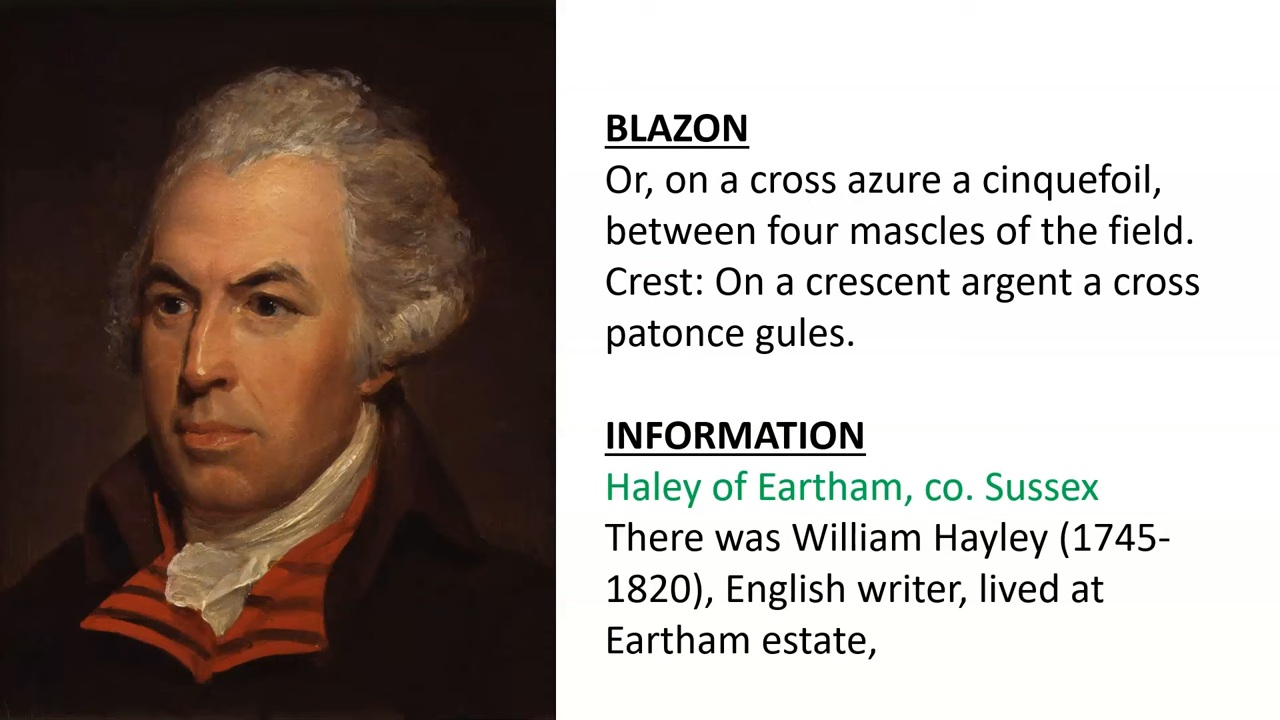 BLAZON
Or, on a cross azure a cinquefoil,
between four mascles of the field.
Crest: On a crescent argent a cross
patonce gules.
INFORMATION
Haley of Eartham, co. Sussex
There was William Hayley (1745-
1820), English writer, lived at
Eartham estate,